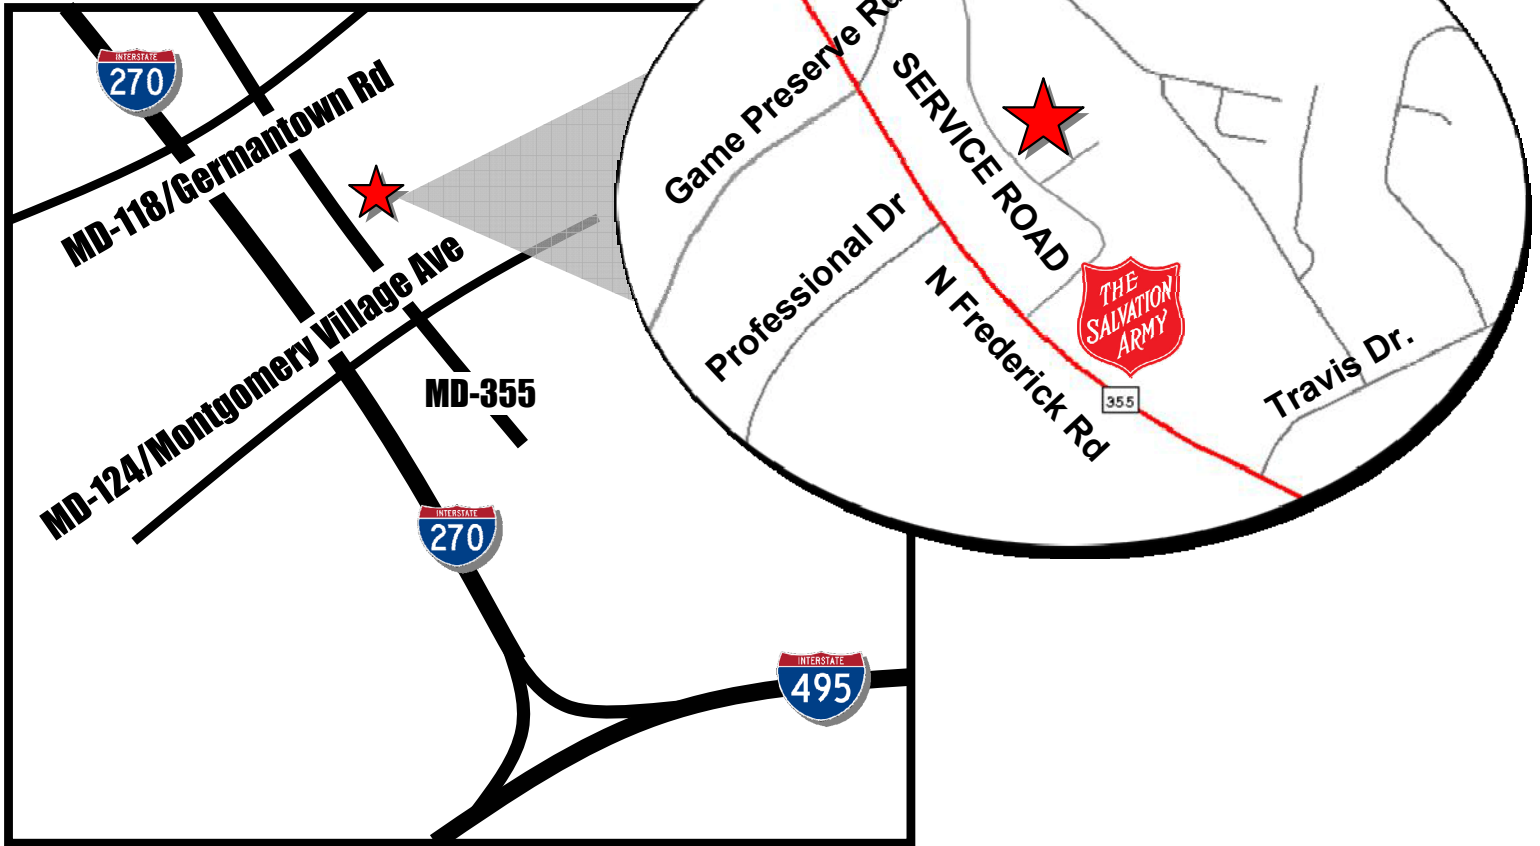 INTERSTATE
270
MD-118/Germantown Rd
MD-124/Montgomery Village Ave
MD-355
INTERSTATE
270
INTERSTATE
495
Game Preserve Rd
SERVICE ROAD
Professional Dr
N Frederick Rd
THE
SALVATION
ARMY
355
Travis Dr.